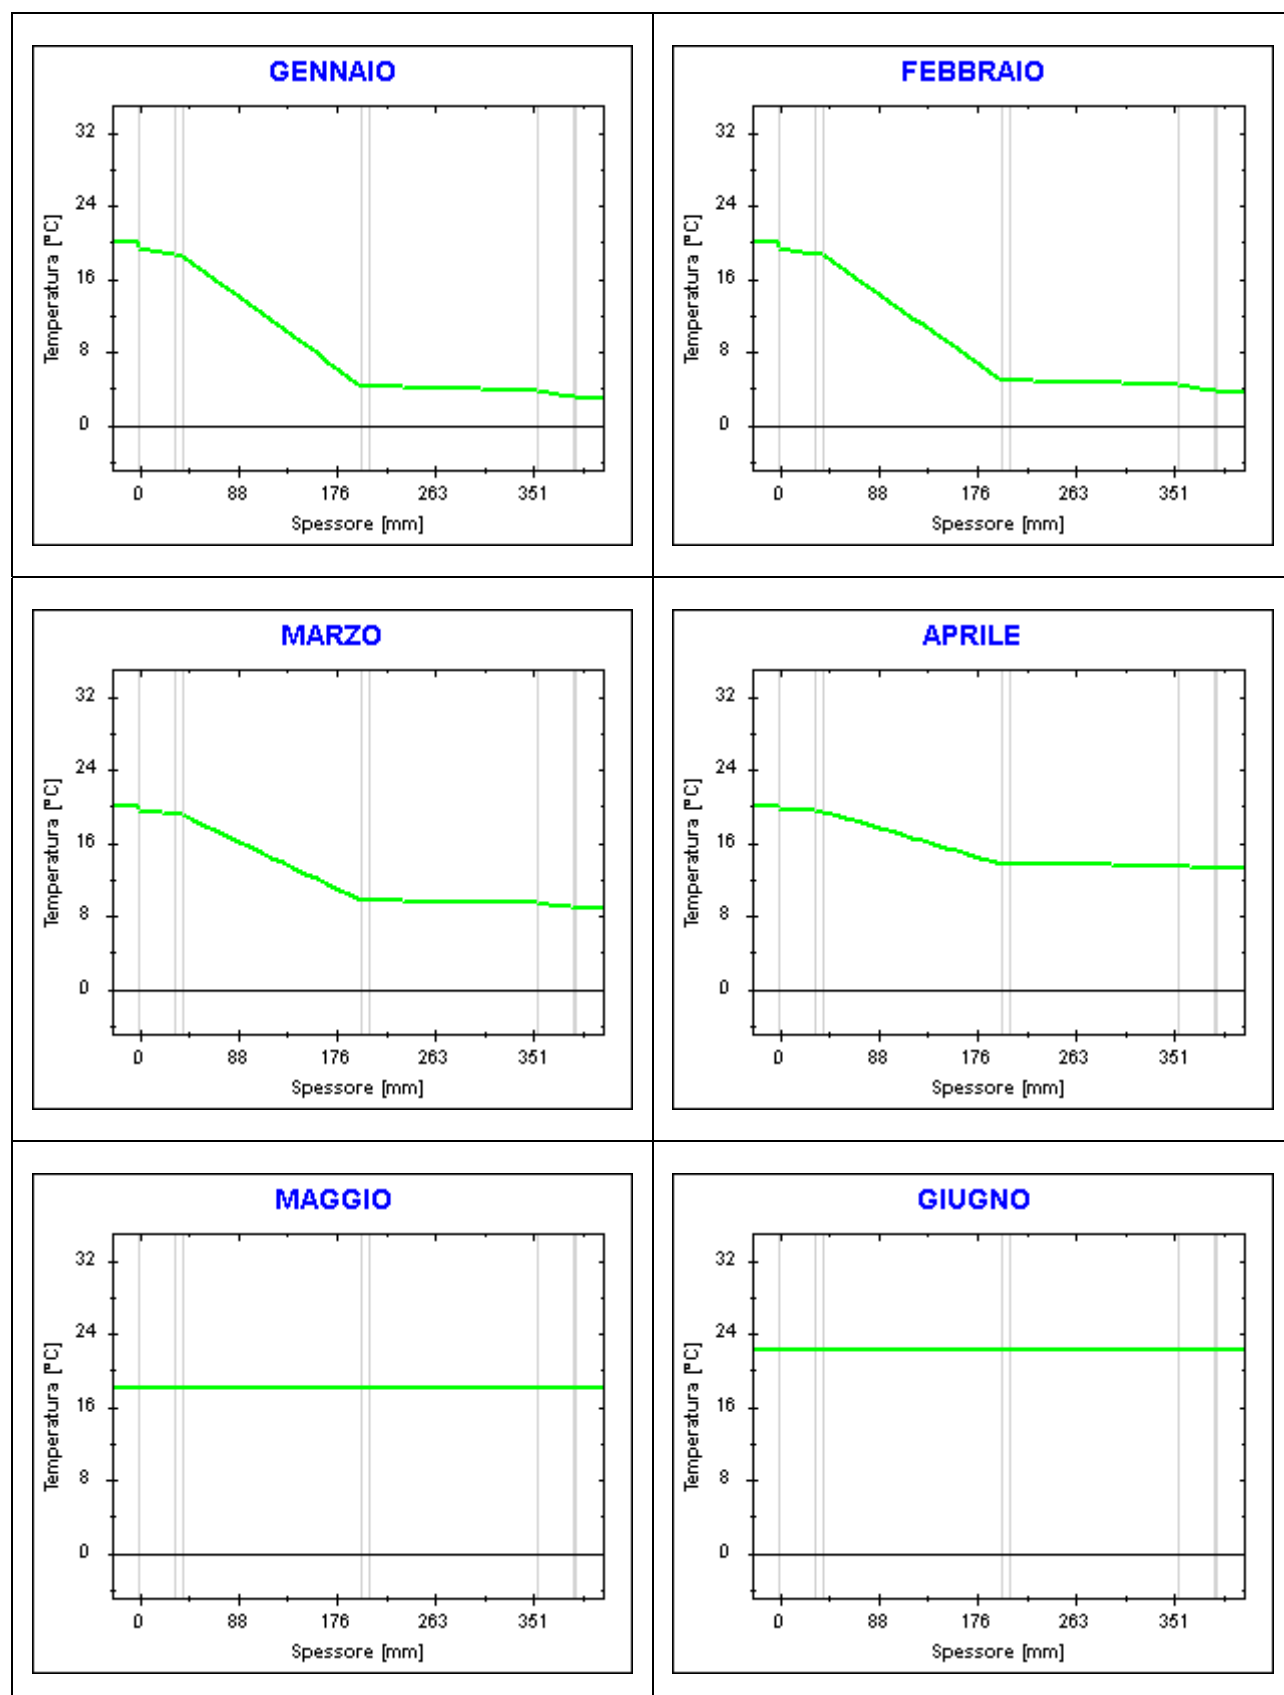 GENNAIO
32
24
16
8
0
Temperatura [°C]
0 88 176 263 351
Spessore [mm]
FEBBRAIO
32
24
16
8
0
Temperatura [°C]
0 88 176 263 351
Spessore [mm]
MARZO
32
24
16
8
0
Temperatura [°C]
0 88 176 263 351
Spessore [mm]
APRILE
32
24
16
8
0
Temperatura [°C]
0 88 176 263 351
Spessore [mm]
MAGGIO
32
24
16
8
0
Temperatura [°C]
0 88 176 263 351
Spessore [mm]
GIUGNO
32
24
16
8
0
Temperatura [°C]
0 88 176 263 351
Spessore [mm]